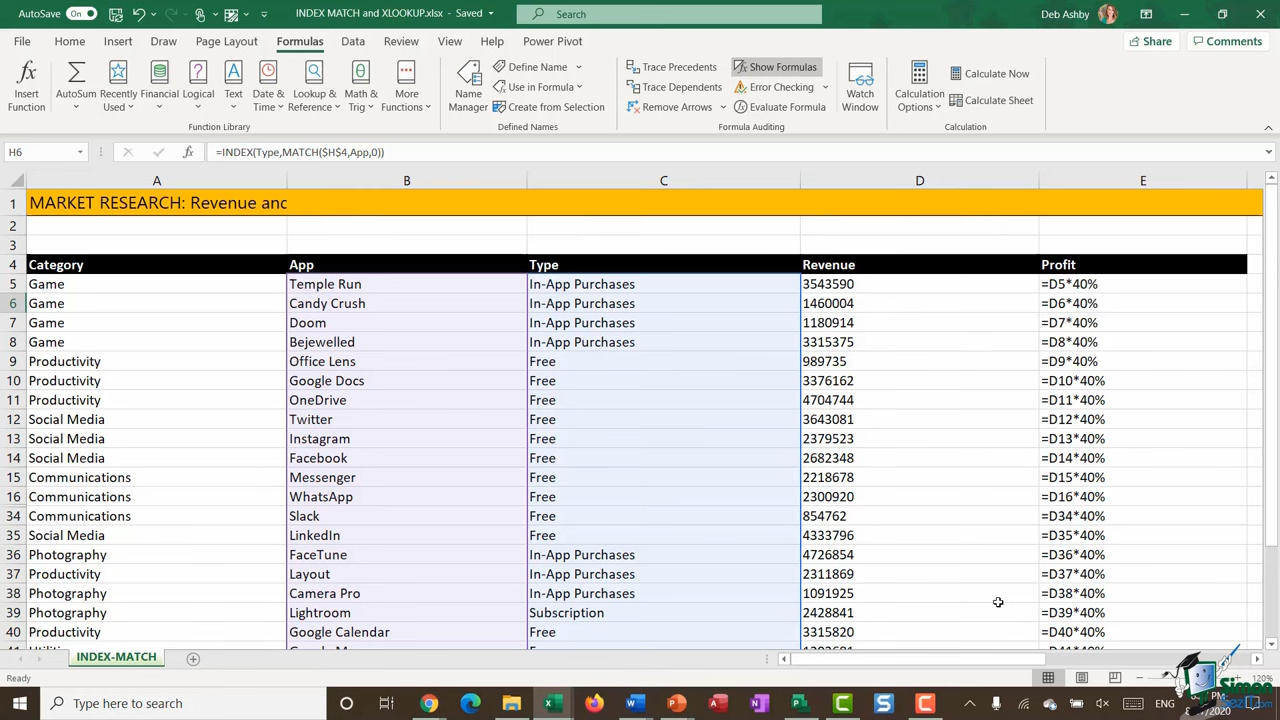 AutoSave On INDEX MATCH and XLOOKUP.xlsx - Saved Search Deb Ashby
File Home Insert Draw Page Layout Formulas Data Review View Help Power Pivot Share Comments
Insert Function
AutoSum
Recently Used
Financial
Logical
Text
Date & Time
Lookup & Reference
Math & Trig
More Functions
Function Library
Name Manager
Define Name
Use in Formula
Create from Selection
Defined Names
Trace Precedents
Trace Dependents
Remove Arrows
Show Formulas
Error Checking
Evaluate Formula
Formula Auditing
Watch Window
Calculation Options
Calculate Now
Calculate Sheet
Calculation
H6 fx =INDEX(Type,MATCH($H$4,App,0))
A B C D E
1 MARKET RESEARCH: Revenue anc
2
3
4 Category App Type Revenue Profit
5 Game Temple Run In-App Purchases 3543590 =D5*40%
6 Game Candy Crush In-App Purchases 1460004 =D6*40%
7 Game Doom In-App Purchases 1180914 =D7*40%
8 Game Bejewelled In-App Purchases 3315375 =D8*40%
9 Productivity Office Lens Free 989735 =D9*40%
10 Productivity Google Docs Free 3376162 =D10*40%
11 Productivity OneDrive Free 4704744 =D11*40%
12 Social Media Twitter Free 3643081 =D12*40%
13 Social Media Instagram Free 2379523 =D13*40%
14 Social Media Facebook Free 2682348 =D14*40%
15 Communications Messenger Free 2218678 =D15*40%
16 Communications WhatsApp Free 2300920 =D16*40%
34 Communications Slack Free 854762 =D34*40%
35 Social Media LinkedIn Free 4333796 =D35*40%
36 Photography FaceTune In-App Purchases 4726854 =D36*40%
37 Productivity Layout In-App Purchases 2311869 =D37*40%
38 Photography Camera Pro In-App Purchases 1091925 =D38*40%
39 Photography Lightroom Subscription 2428841 =D39*40%
40 Productivity Google Calendar Free 3315820 =D40*40%
INDEX-MATCH
Ready 120%
Type here to search ENG
Simon